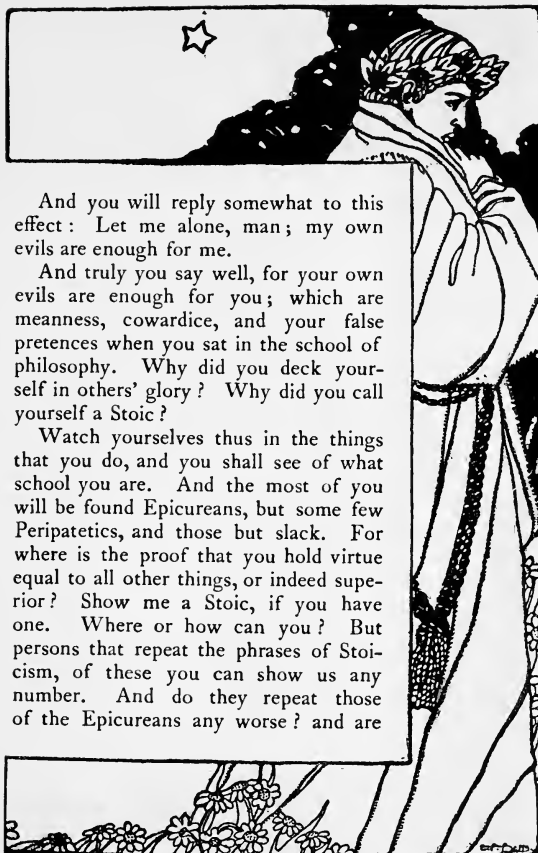 And you will reply somewhat to this
effect : Let me alone, man ; my own
evils are enough for me.
And truly you say well, for your own
evils are enough for you ; which are
meanness, cowardice, and your false
pretences when you sat in the school of
philosophy. Why did you deck your-
self in others' glory ? Why did you call
yourself a Stoic ?
Watch yourselves thus in the things
that you do, and you shall see of what
school you are. And the most of you
will be found Epicureans, but some few
Peripatetics, and those but slack. For
where is the proof that you hold virtue
equal to all other things, or indeed supe-
rior ? Show me a Stoic, if you have
one. Where or how can you ? But
persons that repeat the phrases of Stoi-
cism, of these you can show us any
number. And do they repeat those
of the Epicureans any worse ? and are